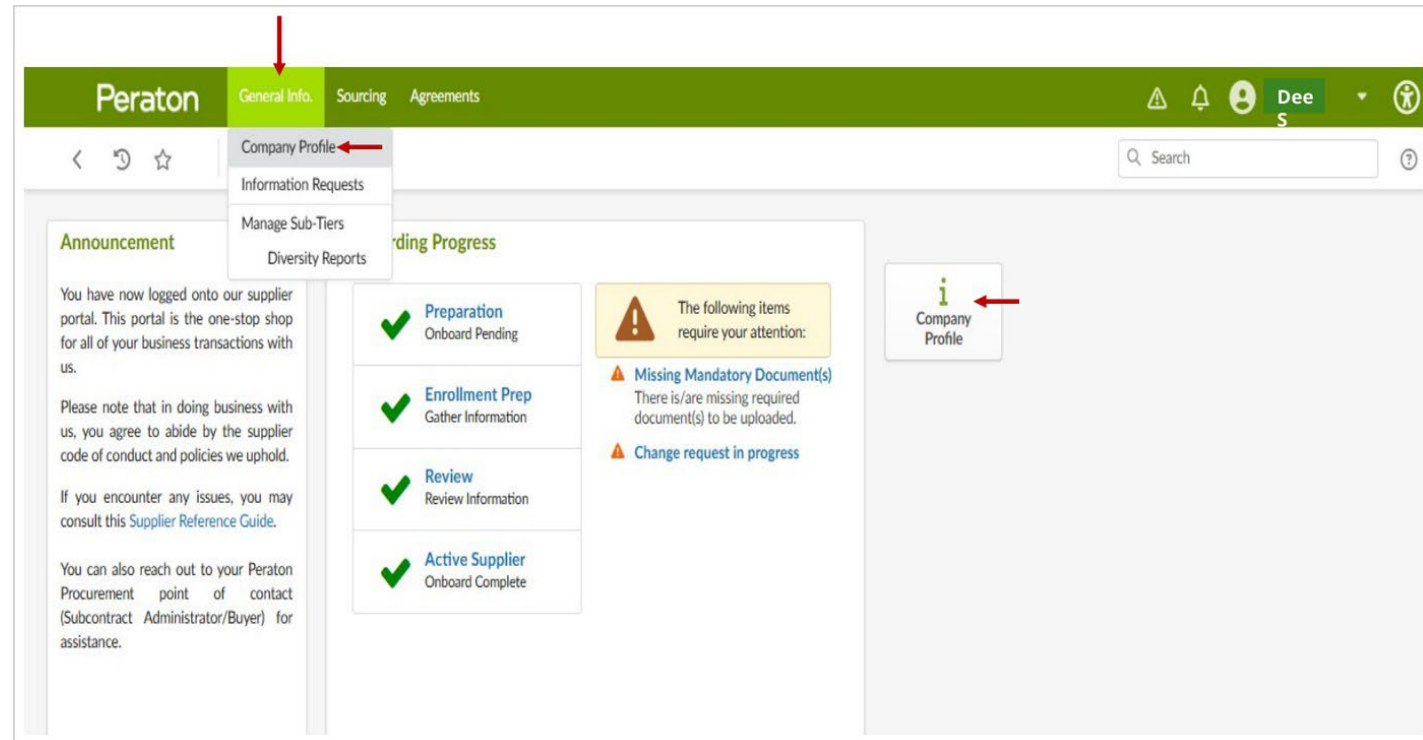 Peraton
General Info.
Sourcing
Agreements
Dee
S
Company Profile
Information Requests
Manage Sub-Tiers
Diversity Reports
Search
Announcement
You have now logged onto our supplier
portal. This portal is the one-stop shop
for all of your business transactions with
us.
Please note that in doing business with
us, you agree to abide by the supplier
code of conduct and policies we uphold.
If you encounter any issues, you may
consult this Supplier Reference Guide.
You can also reach out to your Peraton
Procurement point of contact
(Subcontract Administrator/Buyer) for
assistance.
rding Progress
Preparation
Onboard Pending
Enrollment Prep
Gather Information
Review
Review Information
Active Supplier
Onboard Complete
The following items
require your attention:
Missing Mandatory Document(s)
There is/are missing required
document(s) to be uploaded.
Change request in progress
Company
Profile